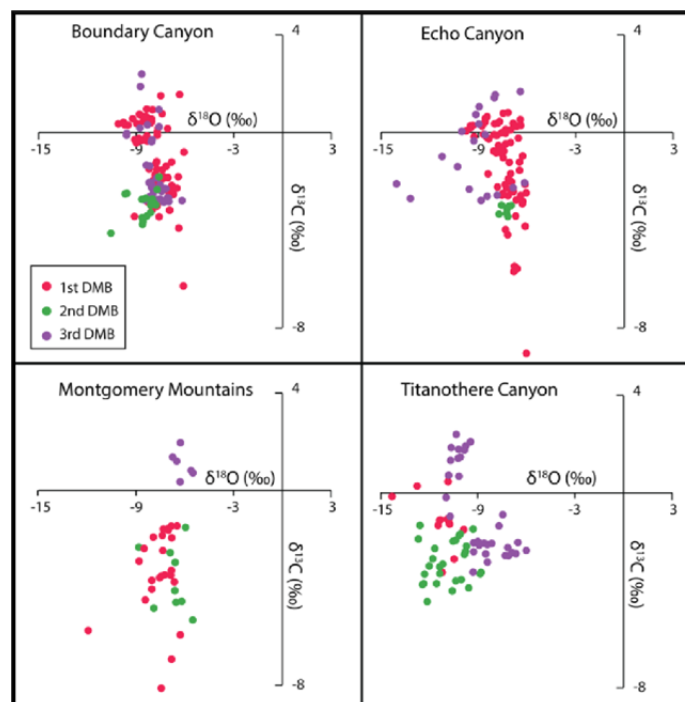 Boundary Canyon
4
δ¹⁸O (‰)
-15
-9
-3
3
δ¹³C (‰)
-8
1st DMB
2nd DMB
3rd DMB
Echo Canyon
4
δ¹⁸O (‰)
-15
-9
-3
3
δ¹³C (‰)
-8
Montgomery Mountains
4
δ¹⁸O (‰)
-15
-9
-3
3
δ¹³C (‰)
-8
Titanothere Canyon
4
δ¹⁸O (‰)
-15
-9
-3
3
δ¹³C (‰)
-8